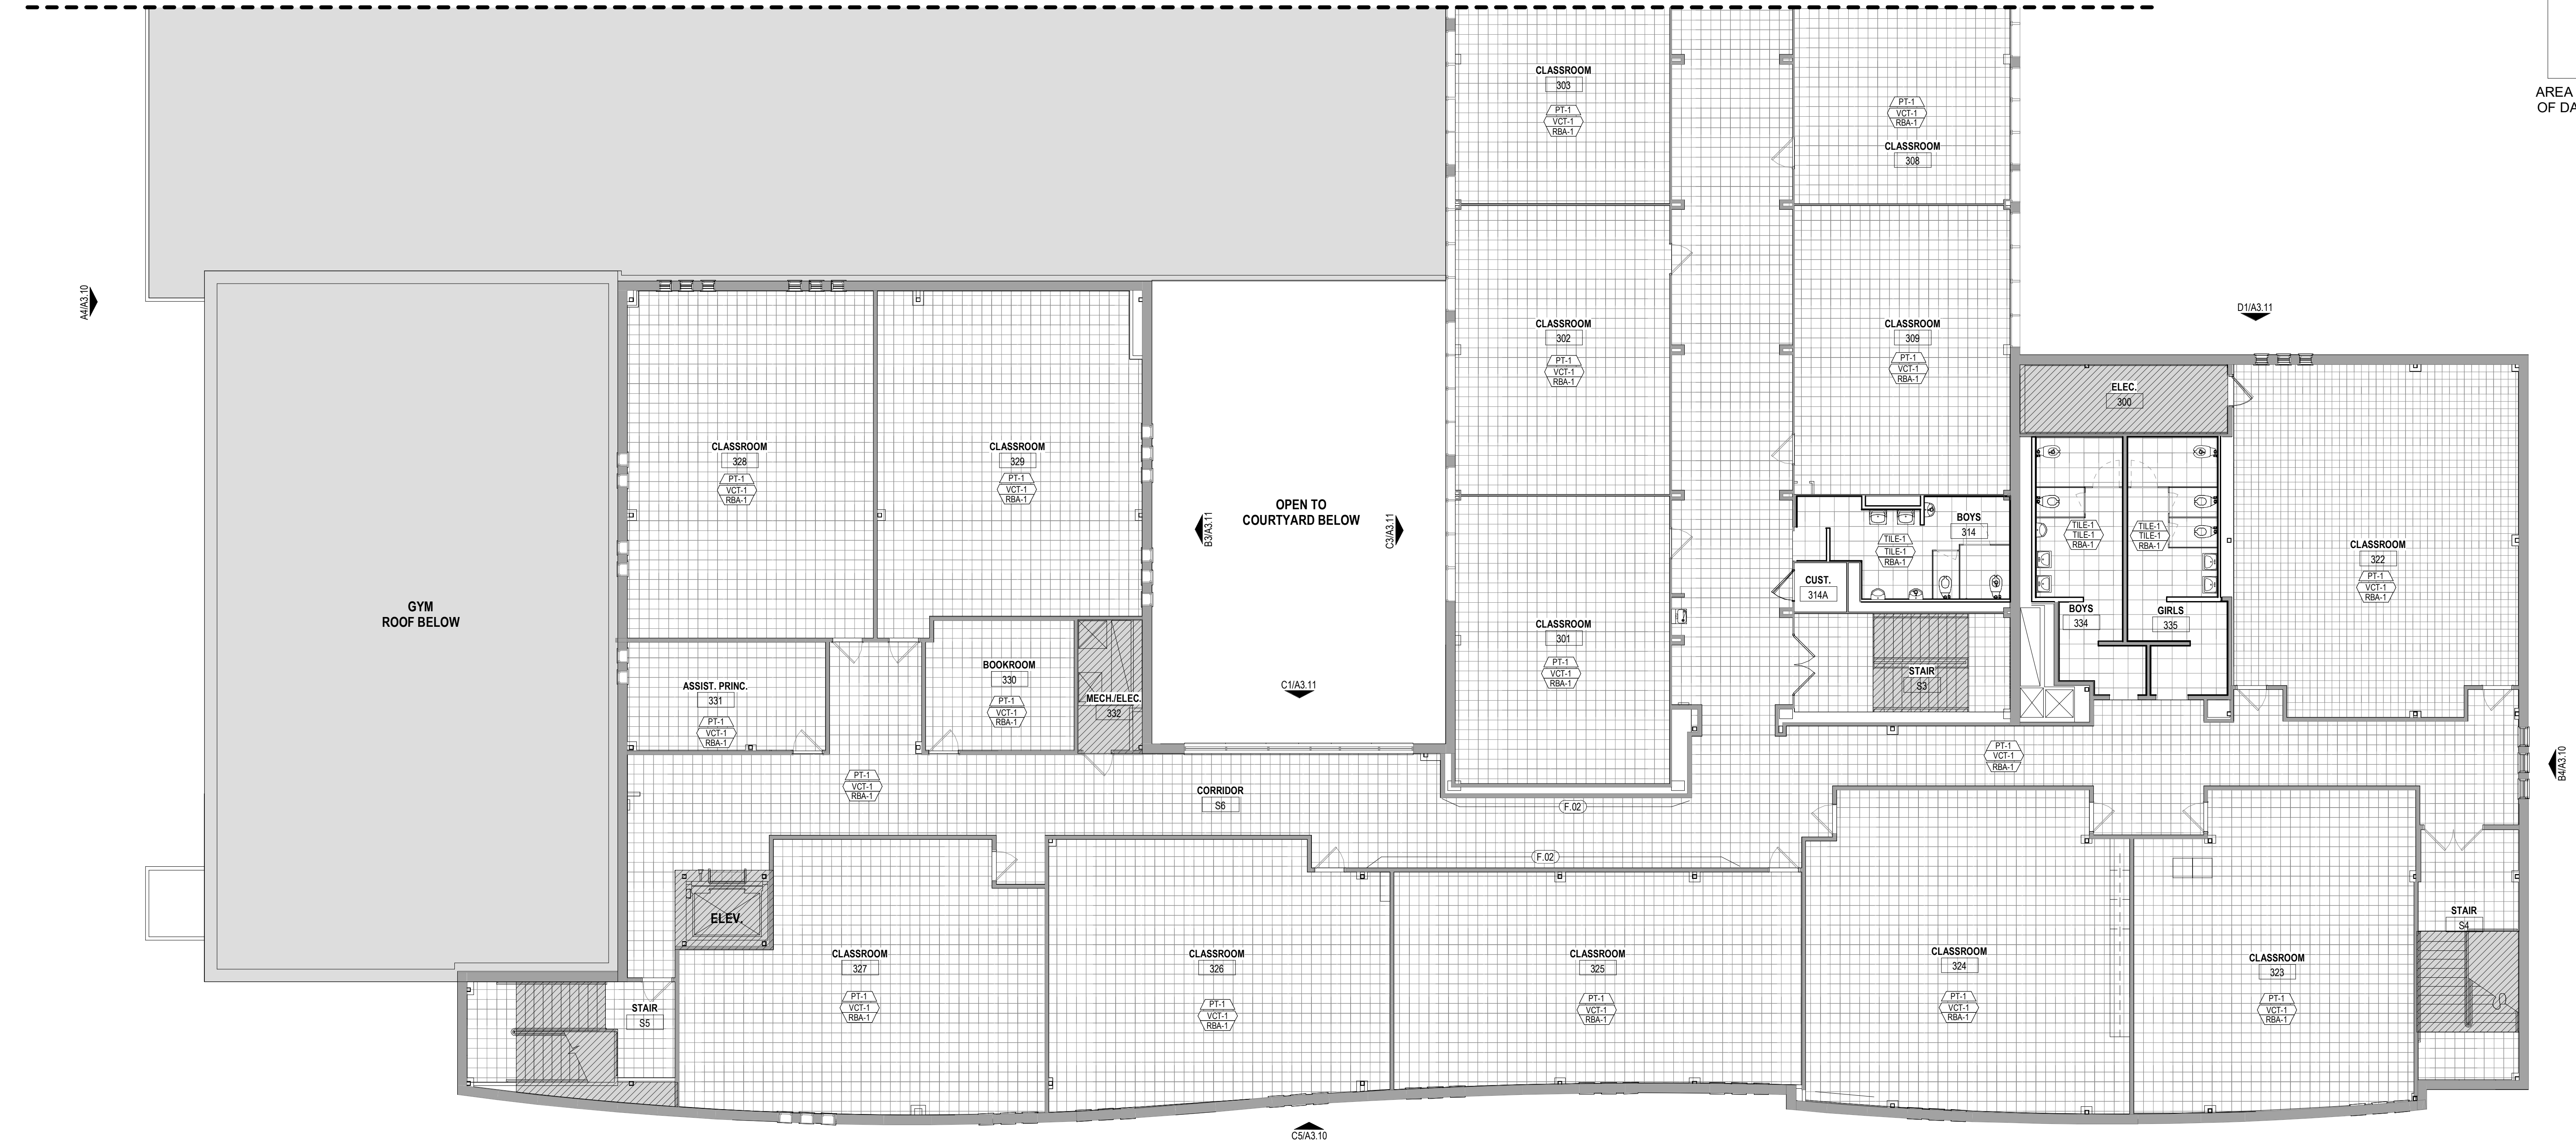 AREA
OF DA
CLASSROOM
303
PT-1
VCT-1
RBA-1
PT-1
VCT-1
RBA-1
CLASSROOM
308
A4/A3.10
D1/A3.11
CLASSROOM
302
PT-1
VCT-1
RBA-1
CLASSROOM
309
PT-1
VCT-1
RBA-1
ELEC.
300
CLASSROOM
328
PT-1
VCT-1
RBA-1
CLASSROOM
329
PT-1
VCT-1
RBA-1
OPEN TO
COURTYARD BELOW
B3/A3.11
C3/A3.11
C1/A3.11
BOYS
314
TILE-1
TILE-1
RBA-1
CUST.
314A
TILE-1
TILE-1
RBA-1
TILE-1
TILE-1
RBA-1
BOYS
334
GIRLS
335
CLASSROOM
322
PT-1
VCT-1
RBA-1
GYM
ROOF BELOW
CLASSROOM
301
PT-1
VCT-1
RBA-1
STAIR
S3
ASSIST. PRINC.
331
PT-1
VCT-1
RBA-1
BOOKROOM
330
PT-1
VCT-1
RBA-1
MECH./ELEC.
332
PT-1
VCT-1
RBA-1
B4/A3.10
PT-1
VCT-1
RBA-1
CORRIDOR
S6
F.02
F.02
ELEV.
CLASSROOM
327
PT-1
VCT-1
RBA-1
CLASSROOM
326
PT-1
VCT-1
RBA-1
CLASSROOM
325
PT-1
VCT-1
RBA-1
CLASSROOM
324
PT-1
VCT-1
RBA-1
CLASSROOM
323
PT-1
VCT-1
RBA-1
STAIR
S4
STAIR
S5
C5/A3.10